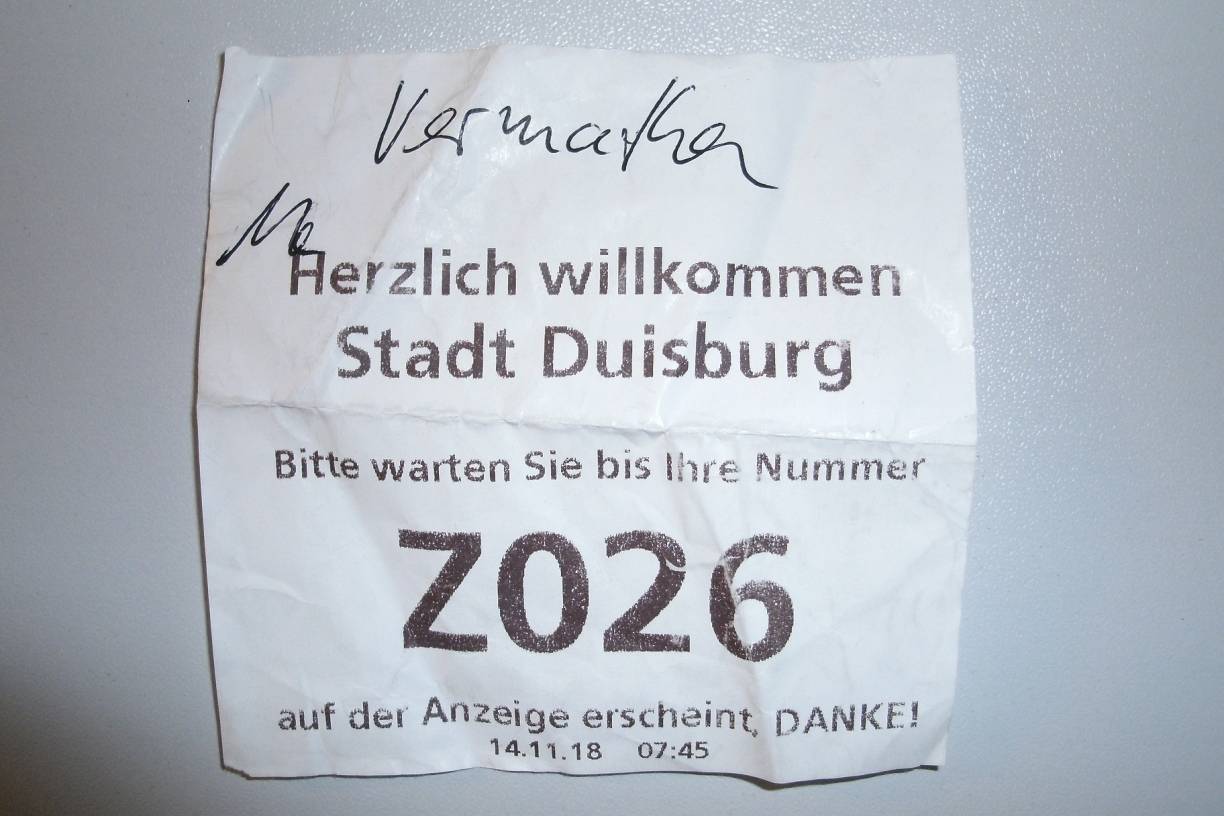 Herzlich willkommen
Stadt Duisburg
Bitte warten Sie bis Ihre Nummer
Z026
auf der Anzeige erscheint, DANKE!
14.11.18 07:45